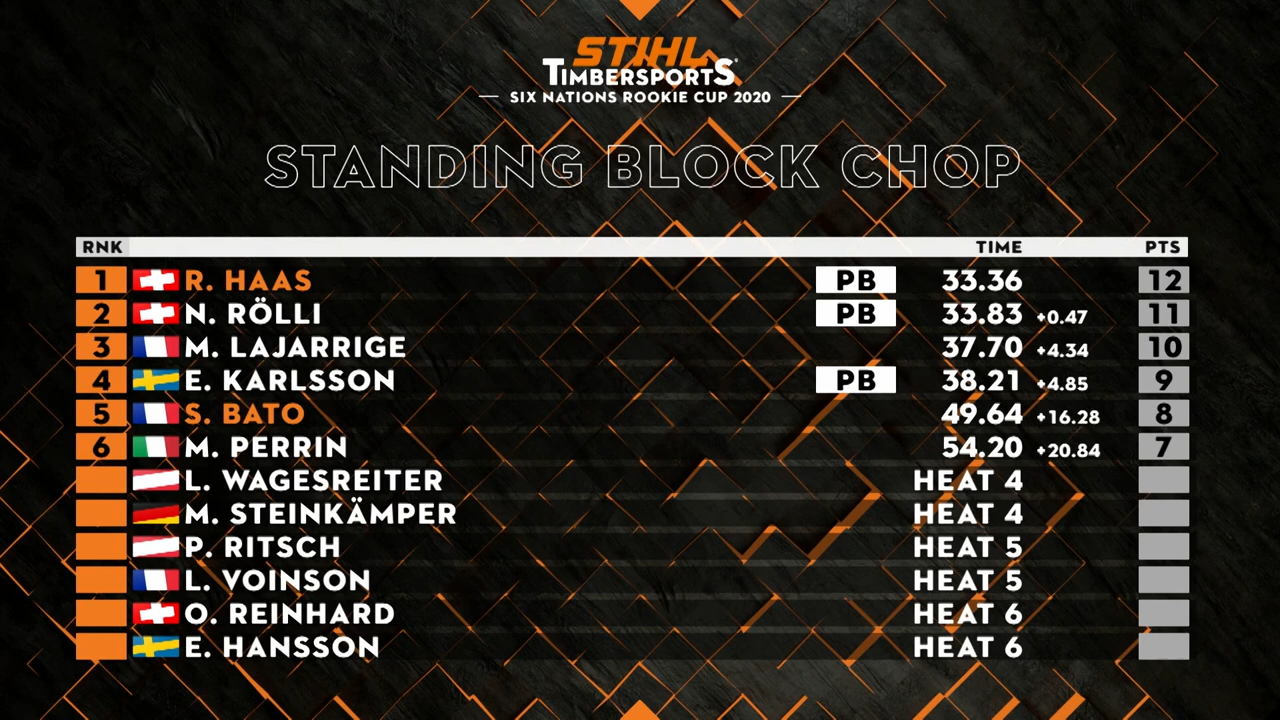 STIHL
TIMBERSPORTS®
SIX NATIONS ROOKIE CUP 2020
STANDING BLOCK CHOP
RNK TIME PTS
1 R. HAAS PB 33.36 12
2 N. RÖLLI PB 33.83 +0.47 11
3 M. LAJARRIGE 37.70 +4.34 10
4 E. KARLSSON PB 38.21 +4.85 9
5 S. BATO 49.64 +16.28 8
6 M. PERRIN 54.20 +20.84 7
L. WAGESREITER HEAT 4
M. STEINKÄMPER HEAT 4
P. RITSCH HEAT 5
L. VOINSON HEAT 5
O. REINHARD HEAT 6
E. HANSSON HEAT 6